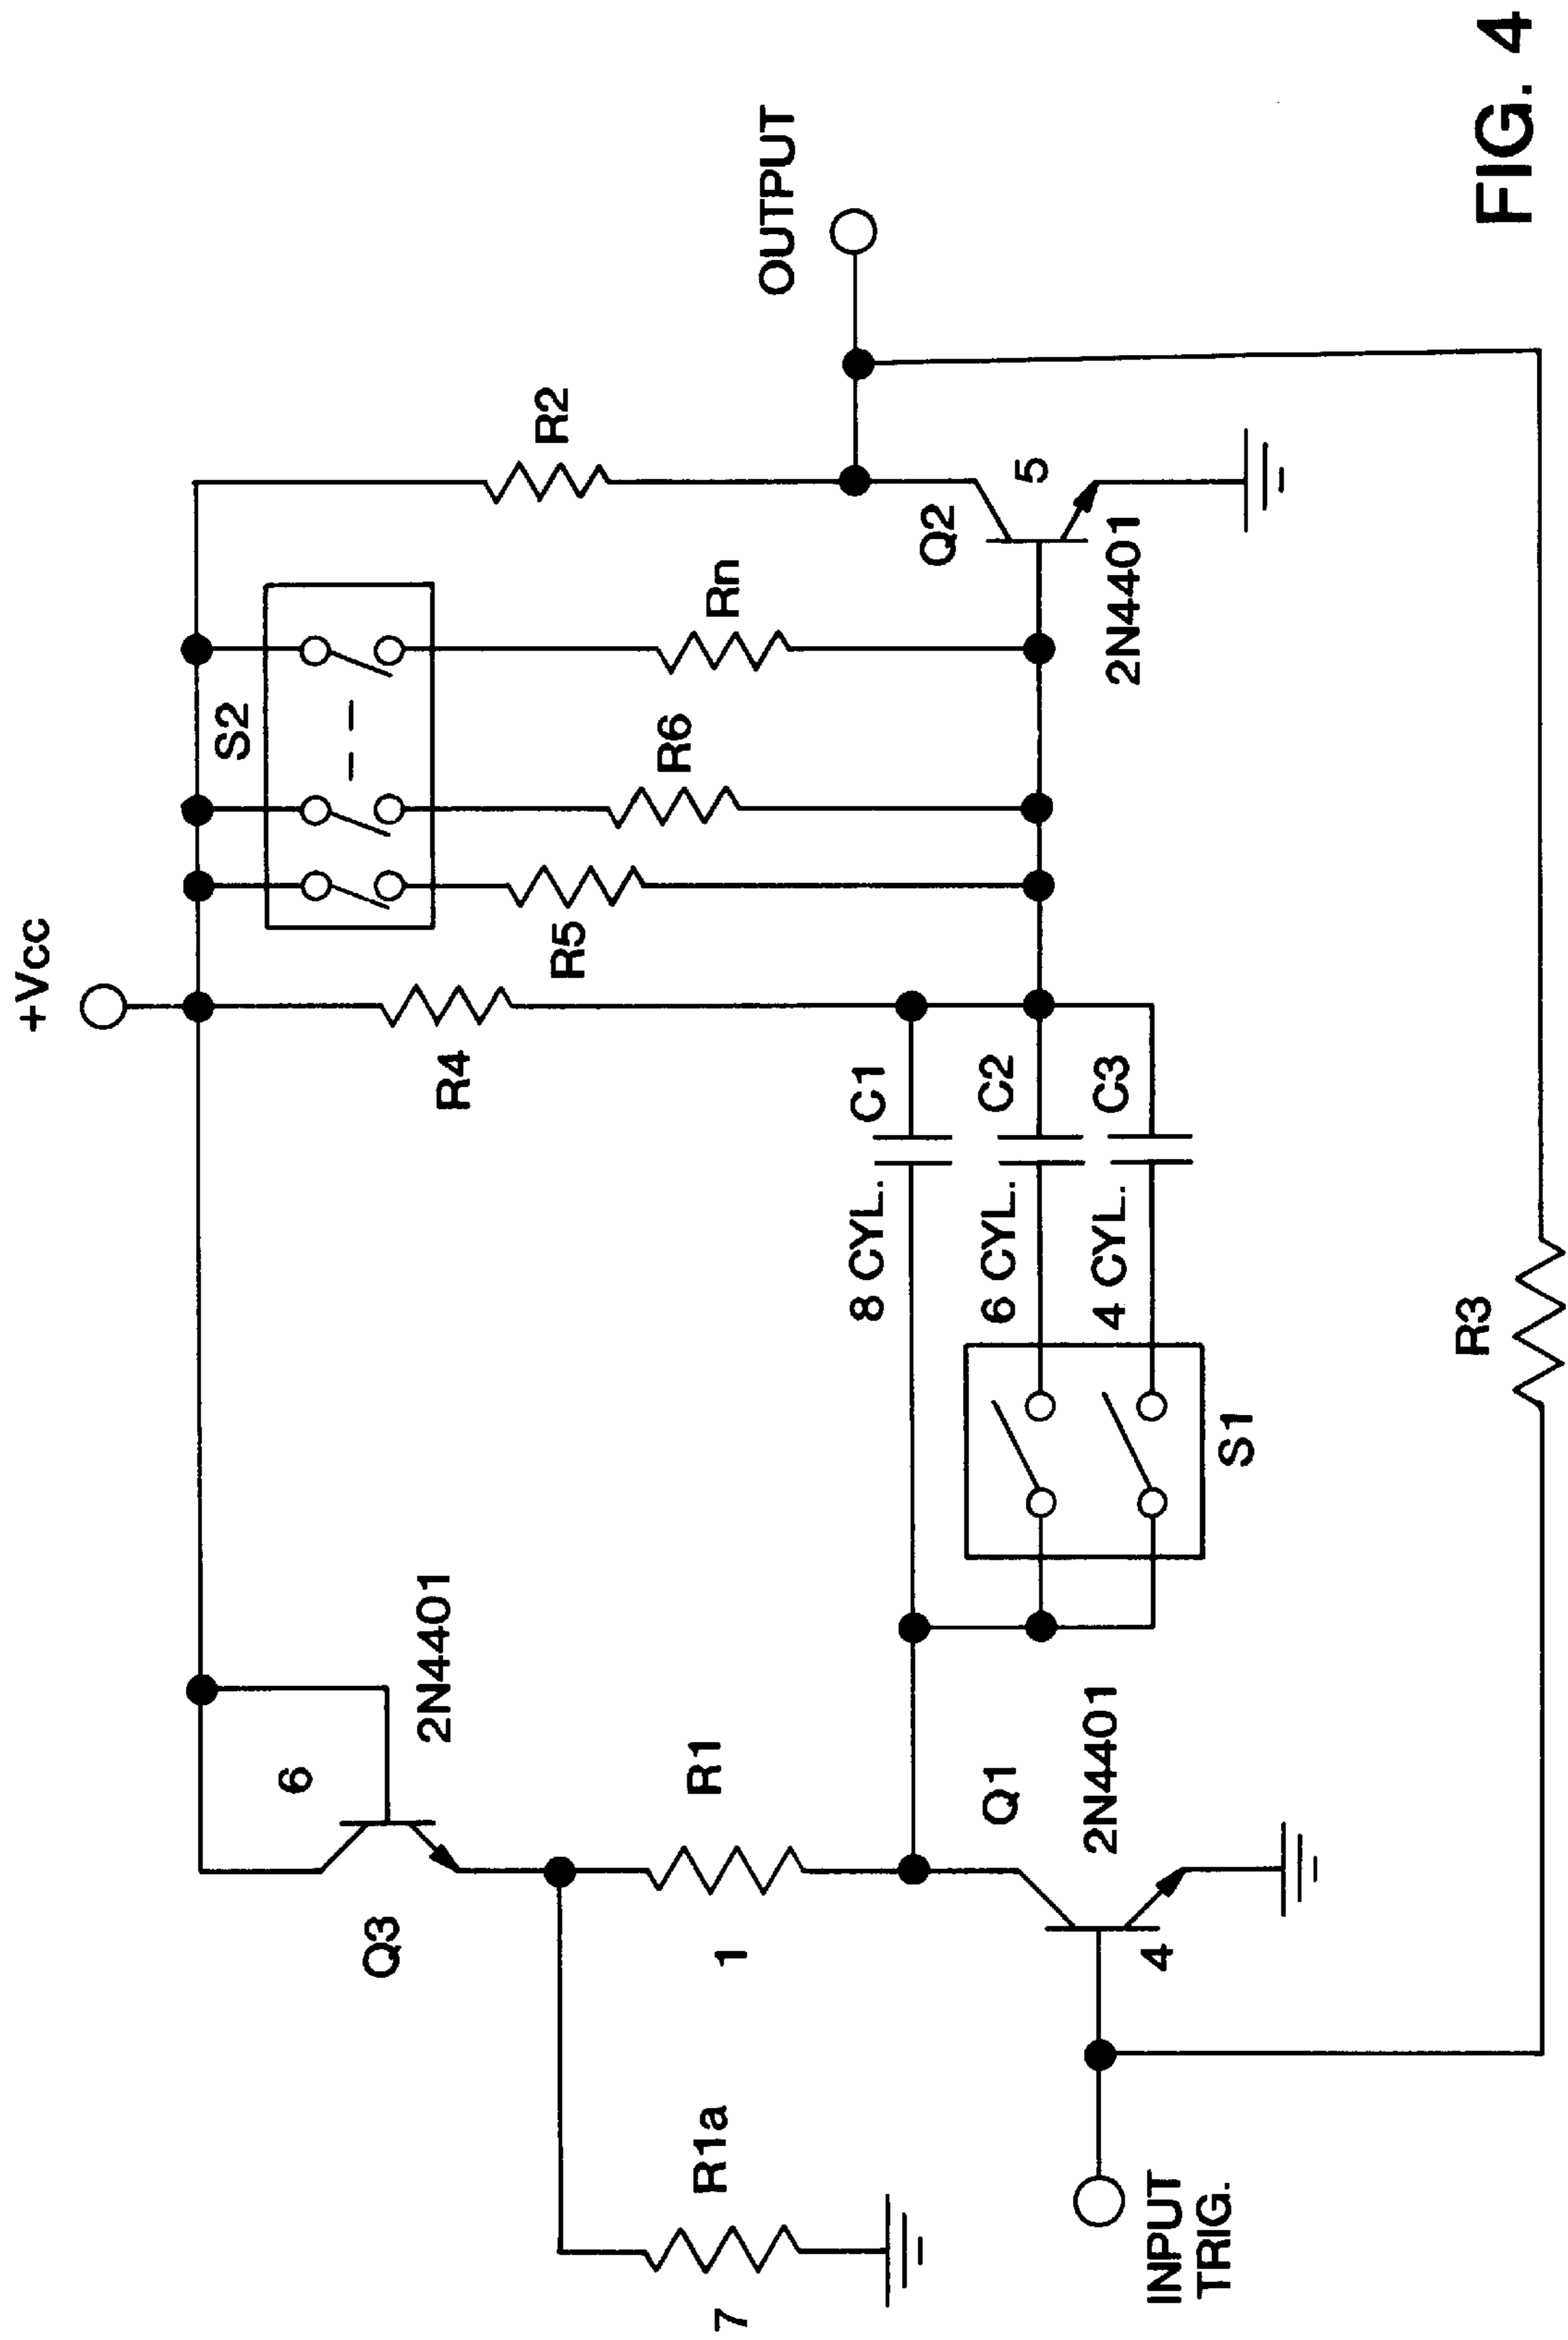 +Vcc
S2
R4
R5
R6
Rn
R2
6
2N4401
Q3
R1
1
R1a
7
8 CYL.
C1
6 CYL.
C2
4 CYL.
C3
S1
Q1
2N4401
4
INPUT
TRIG.
Q2
5
2N4401
OUTPUT
R3
FIG. 4